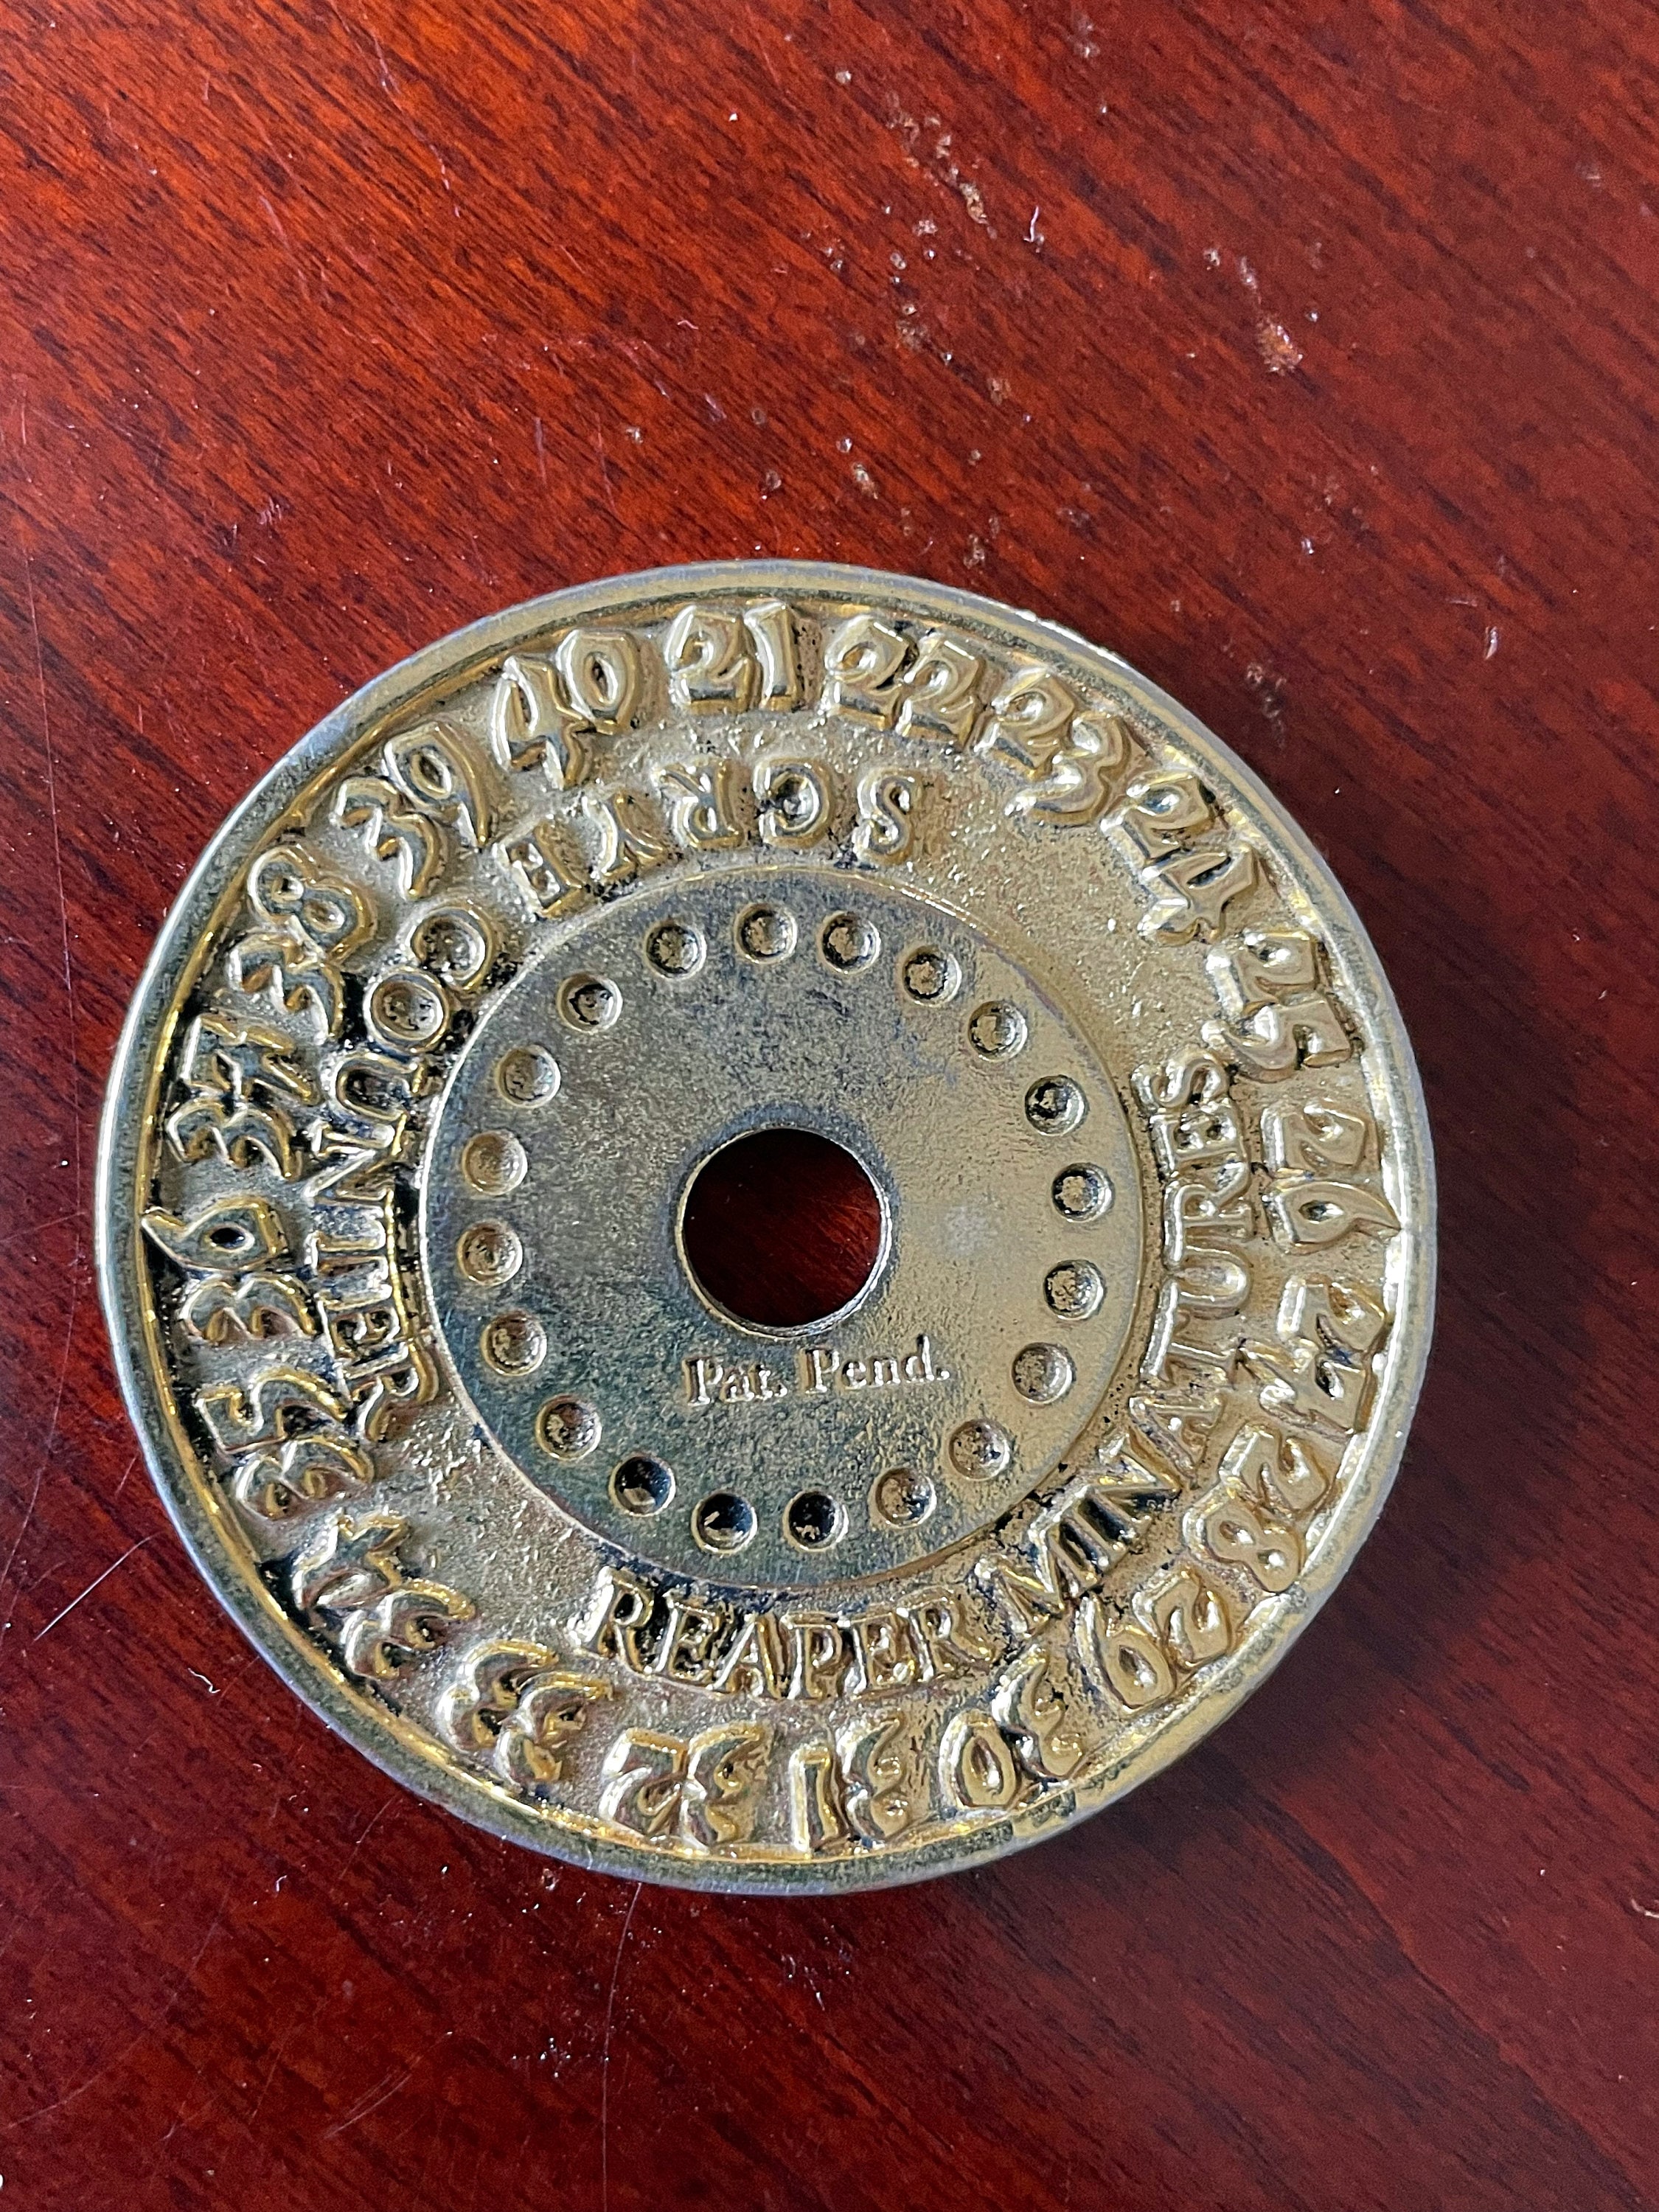 21 22 23 24 25 26 27 28 29 30 31 32 33 34 35 36 37 38 39 40
SCRYE COUNTER
REAPER MINIATURES
Pat. Pend.